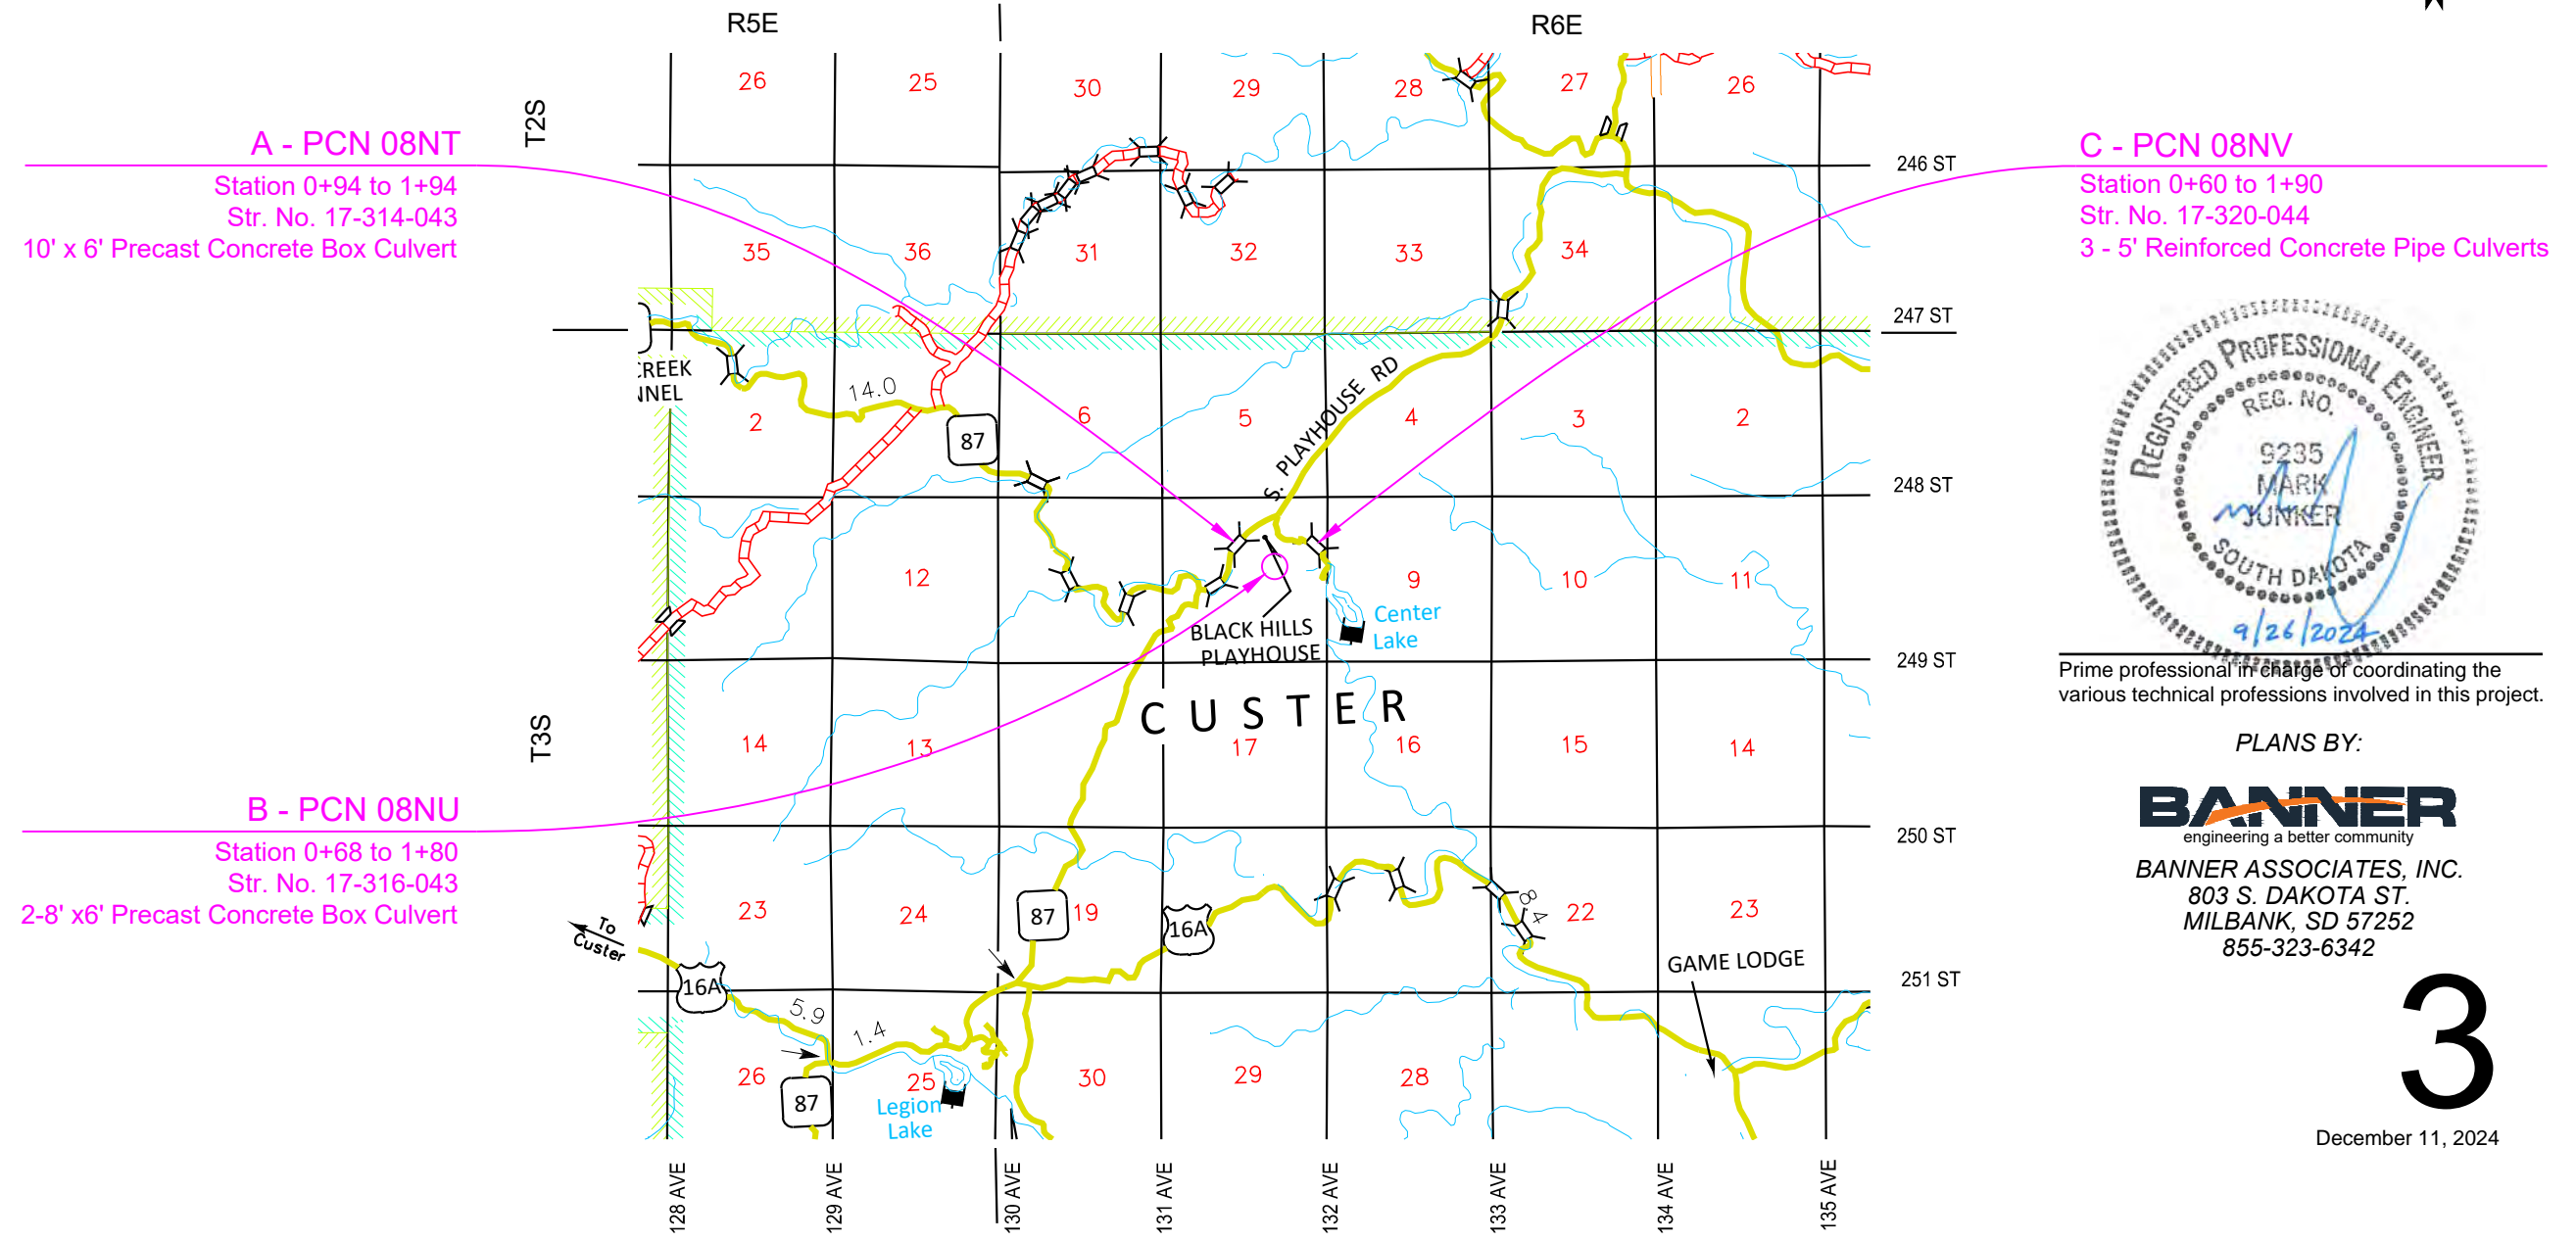 R5E
R6E
T2S
26
25
30
29
28
27
26
A - PCN 08NT
Station 0+94 to 1+94
Str. No. 17-314-043
10' x 6' Precast Concrete Box Culvert
246 ST
C - PCN 08NV
Station 0+60 to 1+90
Str. No. 17-320-044
3 - 5' Reinforced Concrete Pipe Culverts
35
36
31
32
33
34
247 ST
CREEK
NNEL
14.0
87
S. PLAYHOUSE RD
2
6
5
4
3
2
248 ST
12
9
10
11
BLACK HILLS
PLAYHOUSE
Center
Lake
249 ST
CUSTER
T3S
14
13
17
16
15
14
B - PCN 08NU
Station 0+68 to 1+80
Str. No. 17-316-043
2-8' x6' Precast Concrete Box Culvert
250 ST
23
24
87
19
16A
8.4
22
23
To
Custer
GAME LODGE
251 ST
16A
5.9
1.4
26
87
25
Legion
Lake
30
29
28
128 AVE
129 AVE
130 AVE
131 AVE
132 AVE
133 AVE
134 AVE
135 AVE
REGISTERED PROFESSIONAL ENGINEER
REG. NO.
9235
MARK
JUNKER
SOUTH DAKOTA
9/26/2024
Prime professional in charge of coordinating the
various technical professions involved in this project.
PLANS BY:
BANNER
engineering a better community
BANNER ASSOCIATES, INC.
803 S. DAKOTA ST.
MILBANK, SD 57252
855-323-6342
3
December 11, 2024